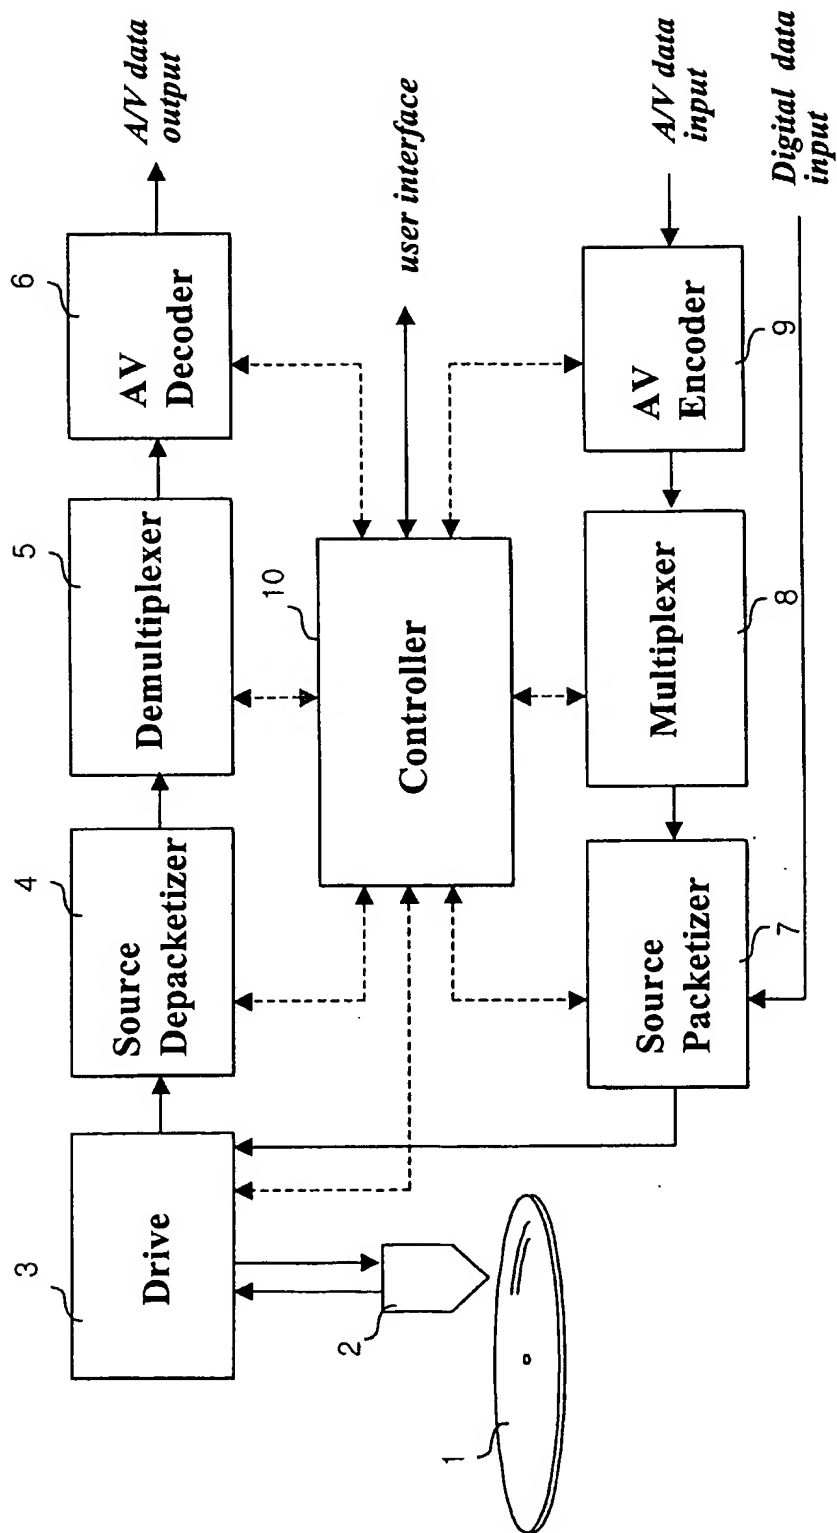 3
Drive
4
Source
Depacketizer
5
Demultiplexer
6
AV
Decoder
A/V data
output
2
1
10
Controller
user interface
Source
Packetizer
7
Multiplexer
8
AV
Encoder
9
A/V data
input
Digital data
input